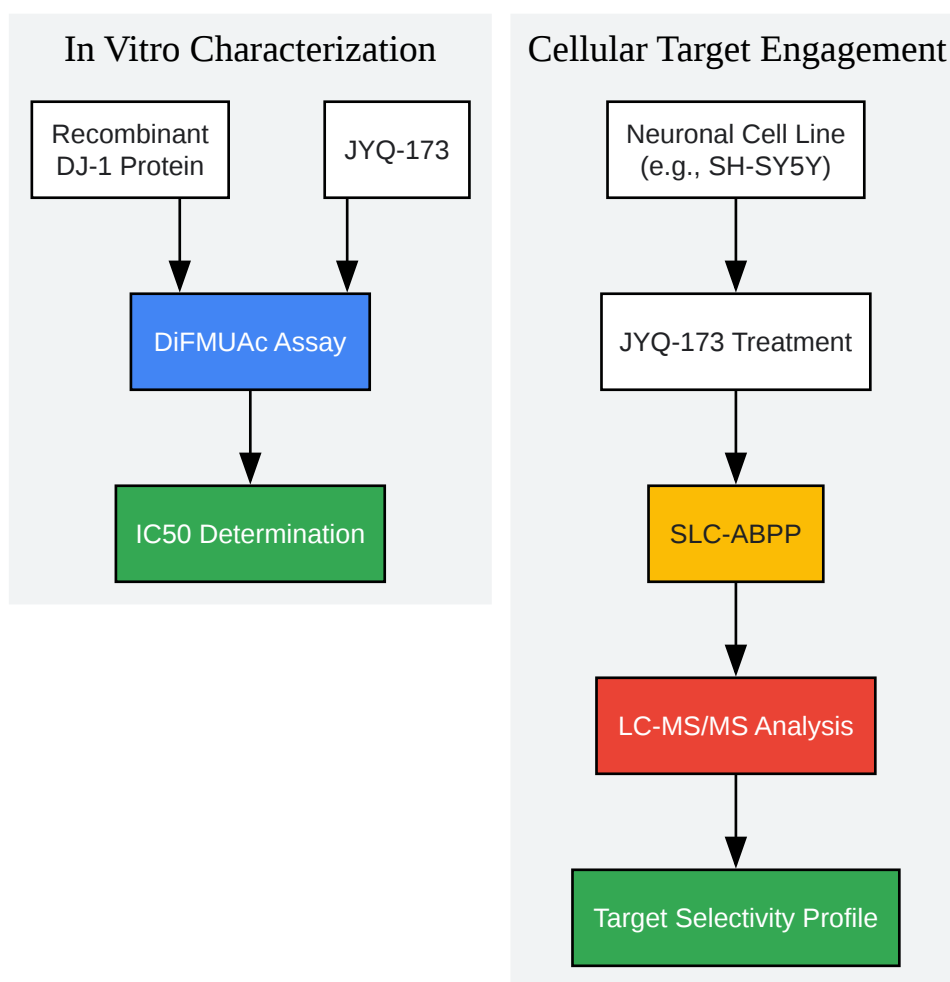 In Vitro Characterization
Recombinant
DJ-1 Protein
JYQ-173
DiFMUAc Assay
IC50 Determination
Cellular Target Engagement
Neuronal Cell Line
(e.g., SH-SY5Y)
JYQ-173 Treatment
SLC-ABPP
LC-MS/MS Analysis
Target Selectivity Profile